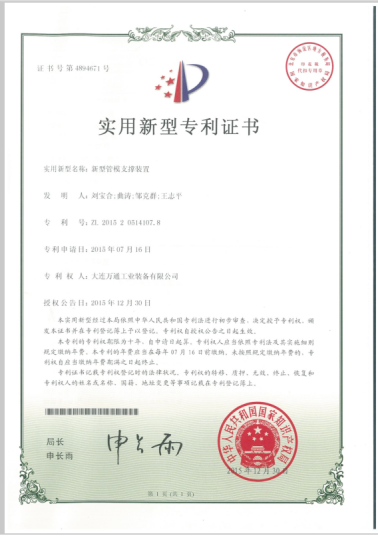 证书号第4984671号
实用新型专利证书
实用新型名称：新型管模支撑装置
发 明 人：刘宝合;曲涛;邹克群;王志平
专 利 号：ZL 2015 2 0514107.8
专利申请日：2015年07月16日
专 利 权 人：大连万通工业装备有限公司
授权公告日：2015年12月30日
本实用新型经过本局依照中华人民共和国专利法进行初步审查，决定授予专利权，颁
发本证书并在专利登记簿上予以登记。专利权自授权公告之日起生效。
本专利的专利权期限为十年，自申请日起算。专利权人应当依照专利法及其实施细则
规定缴纳年费。本专利的年费应当在每年 07 月 16 日前缴纳。未按照规定缴纳年费的，专
利权自应当缴纳年费期满之日起终止。
专利证书记载专利权登记时的法律状况。专利权的转移、质押、无效、终止、恢复和
专利权人的姓名或名称、国籍、地址变更等事项记载在专利登记簿上。
局长
申长雨
申长雨
中华人民共和国国家知识产权局
2015年12月30日
第 1 页 (共 1 页)